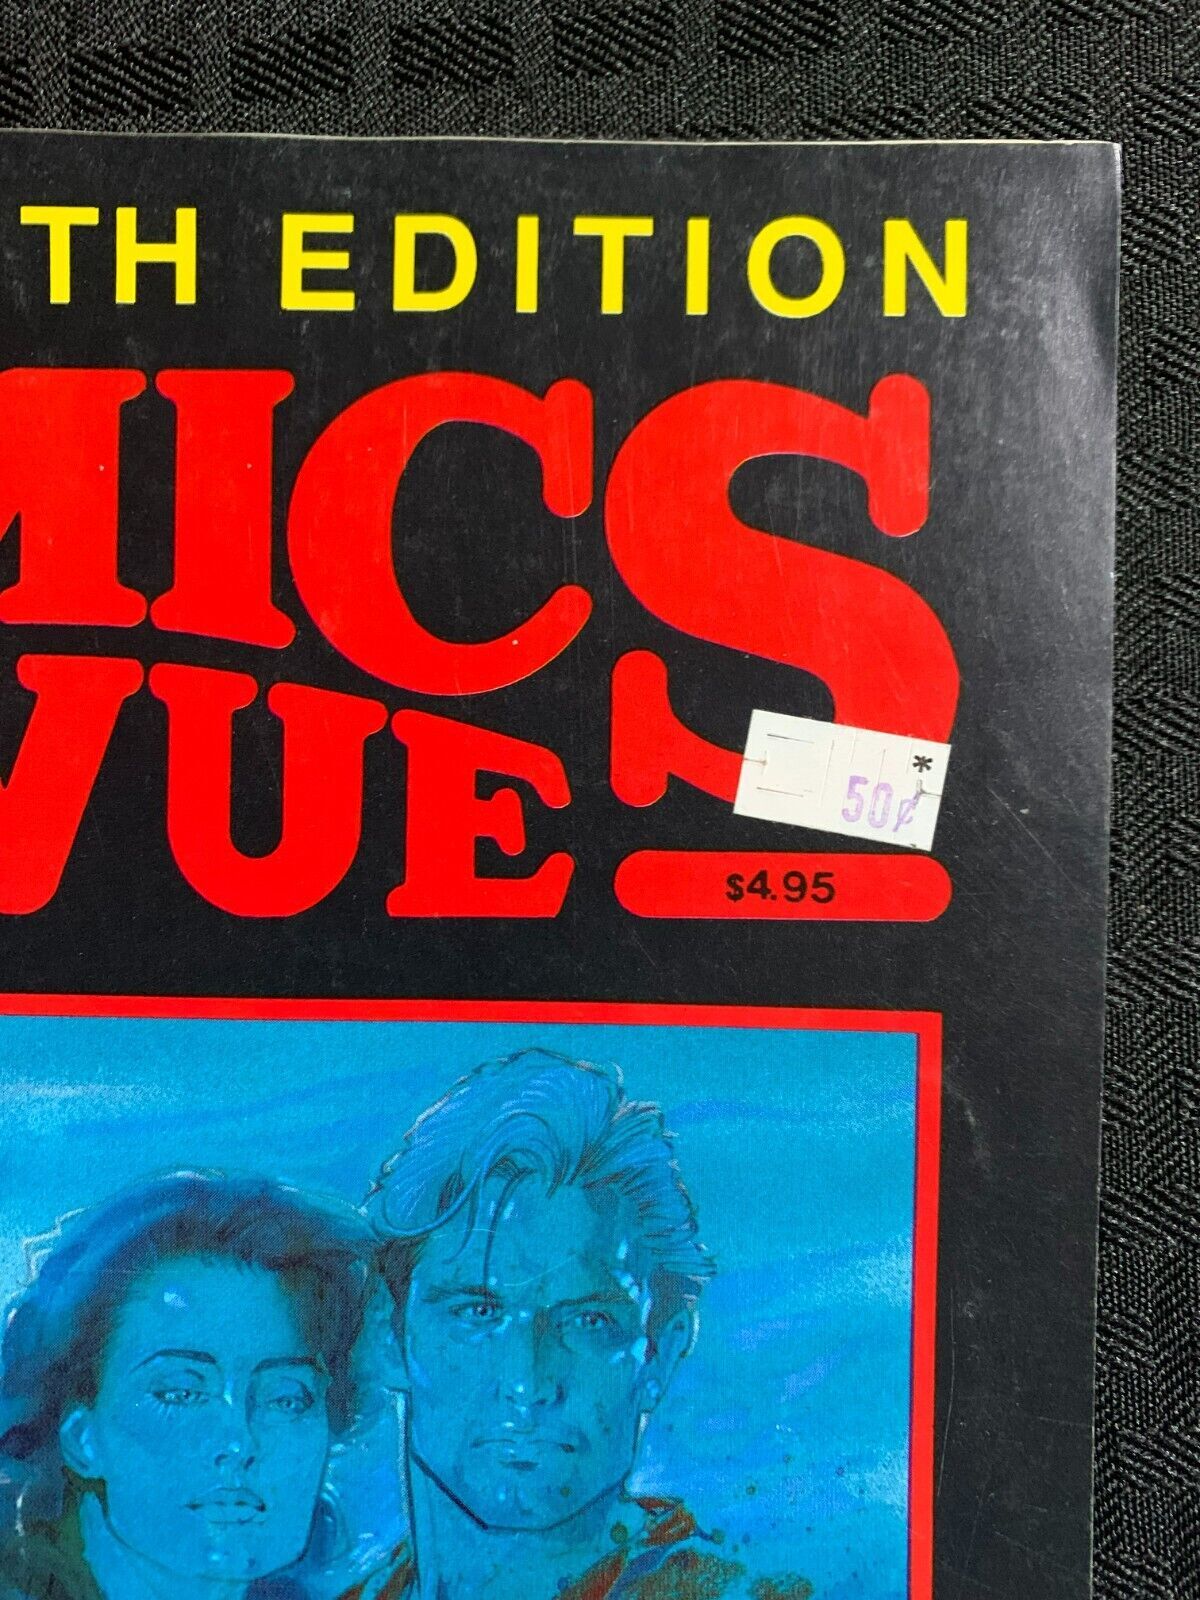 TH EDITION
MICS
VUE
*
50¢
$4.95